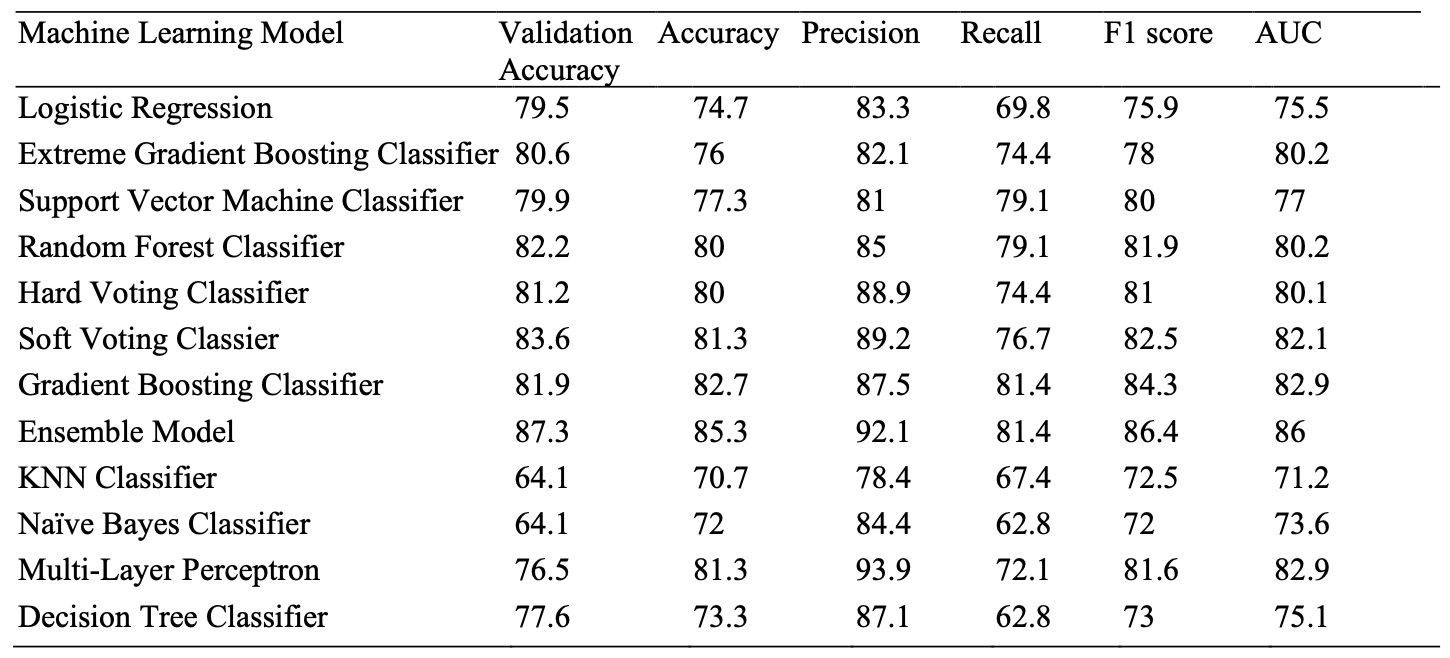 Machine Learning Model Validation Accuracy Precision Recall F1 score AUC
Accuracy
Logistic Regression 79.5 74.7 83.3 69.8 75.9 75.5
Extreme Gradient Boosting Classifier 80.6 76 82.1 74.4 78 80.2
Support Vector Machine Classifier 79.9 77.3 81 79.1 80 77
Random Forest Classifier 82.2 80 85 79.1 81.9 80.2
Hard Voting Classifier 81.2 80 88.9 74.4 81 80.1
Soft Voting Classier 83.6 81.3 89.2 76.7 82.5 82.1
Gradient Boosting Classifier 81.9 82.7 87.5 81.4 84.3 82.9
Ensemble Model 87.3 85.3 92.1 81.4 86.4 86
KNN Classifier 64.1 70.7 78.4 67.4 72.5 71.2
Naïve Bayes Classifier 64.1 72 84.4 62.8 72 73.6
Multi-Layer Perceptron 76.5 81.3 93.9 72.1 81.6 82.9
Decision Tree Classifier 77.6 73.3 87.1 62.8 73 75.1